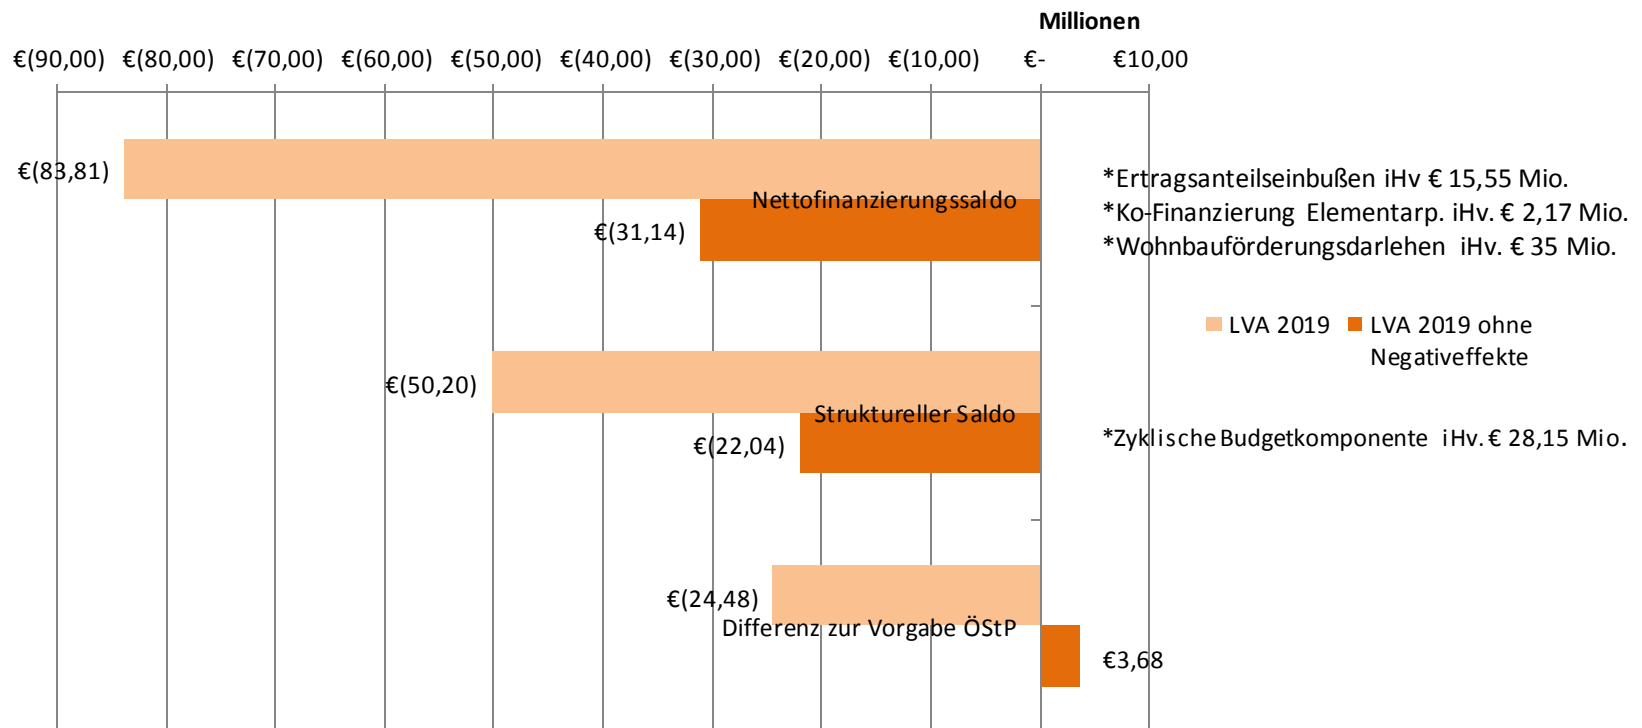 Millionen
€(90,00) €(80,00) €(70,00) €(60,00) €(50,00) €(40,00) €(30,00) €(20,00) €(10,00) €- €10,00
€(83,81)
*Ertragsanteilseinbußen iHv € 15,55 Mio.
Nettofinanzierungssaldo
*Ko-Finanzierung Elementarp. iHv. € 2,17 Mio.
€(31,14)
*Wohnbauförderungsdarlehen iHv. € 35 Mio.
LVA 2019
LVA 2019 ohne
Negativeffekte
€(50,20)
Struktureller Saldo
*Zyklische Budgetkomponente iHv. € 28,15 Mio.
€(22,04)
€(24,48)
Differenz zur Vorgabe ÖStP
€3,68